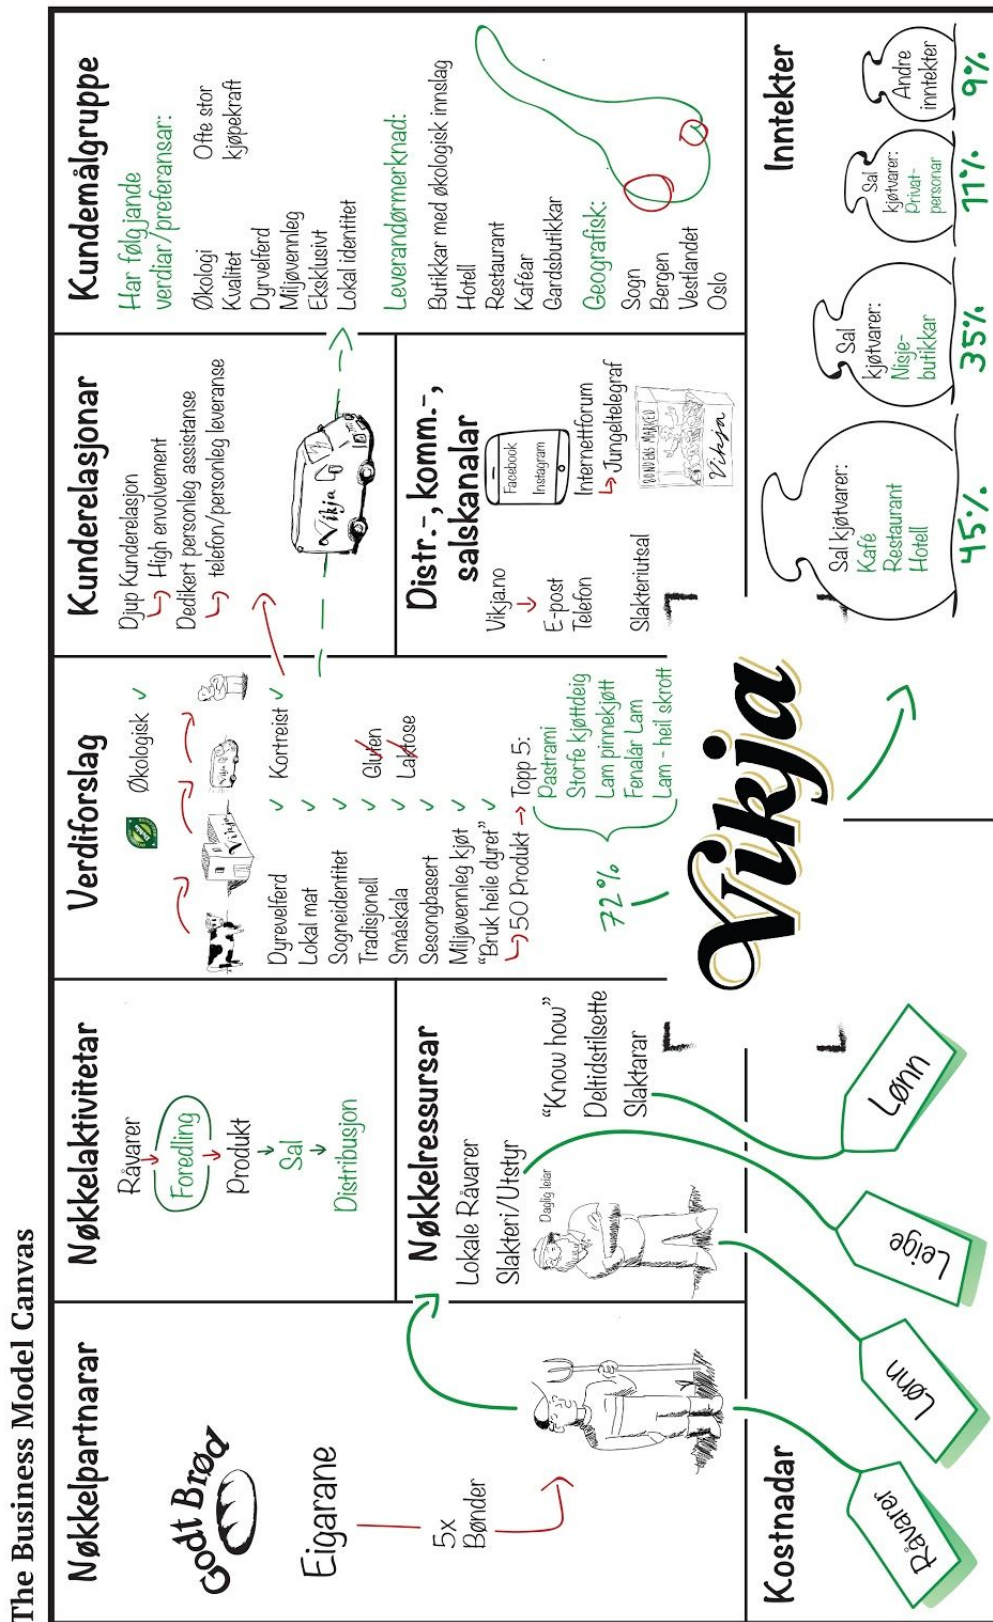 The Business Model Canvas
Nøkkelpartnarar
Godt Brød
Eigarane
5x
Bønder
Nøkkelaktivitetar
Råvarer
Foredling
Produkt
Sal
Distribusjon
Nøkkelressursar
Lokale Råvarer
Slakteri/Utstyr
Dagleg leiar
"Know how"
Deltidstilsette
Slaktarar
Verdiforslag
Økologisk ✓
Vikja
Vikja
Dyrevelferd ✓
Lokal mat ✓
Sogneidentitet ✓
Tradisjonell ✓
Småskala ✓
Sesongbasert ✓
Miljøvennleg kjøt ✓
"Bruk heile dyret" ✓
50 Produkt → Topp 5:
Kortreist ✓
Gluten
Laktose
Pastrami
Storfe kjøttdeig
Lam pinnekjøtt
Fenalår Lam
Lam - heil skrott
72%
Vikja
Kunderelasjonar
Djup Kunderelasjon
High envolvement
Dedikert personleg assistanse
telefon/personleg leveranse
Vikja
Distr.-, komm.-,
salskanalar
Vikja.no
E-post
Telefon
Slakteriutsal
Facebook
Instagram
Internettforum
Jungeltelegraf
BONDENS MARKED
Vikja
Kundemålgruppe
Har følgjande
verdiar/preferansar:
Økologi
Kvalitet
Dyrvelferd
Miljøvennleg
Eksklusivt
Lokal identitet
Ofte stor
kjøpekraft
Leverandørmerknad:
Butikkar med økologisk innslag
Hotell
Restaurant
Kaféar
Gardsbutikkar
Geografisk:
Sogn
Bergen
Vestlandet
Oslo
Kostnadar
Råvarer
Lønn
Leige
Lønn
Inntekter
Sal kjøtvarer:
Kafé
Restaurant
Hotell
45%
Sal
kjøtvarer:
Nisje-
butikkar
35%
Sal
kjøtvarer:
Privat-
personar
11%
Andre
inntekter
9%